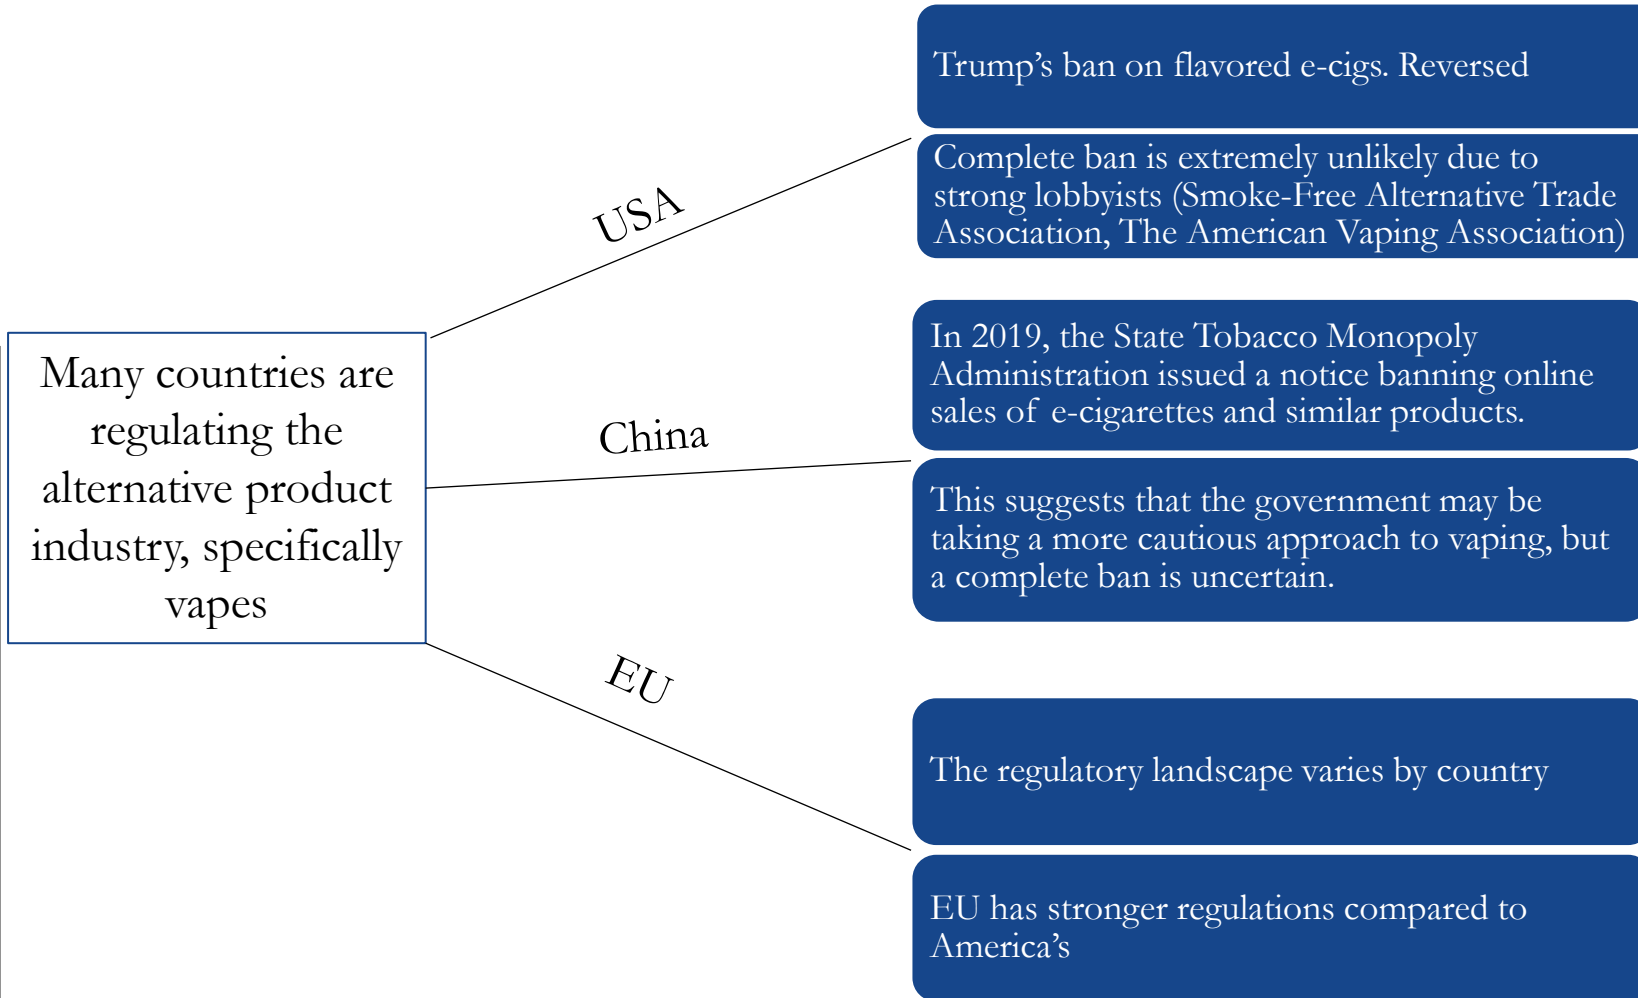 Many countries are
regulating the
alternative product
industry, specifically
vapes
USA
Trump’s ban on flavored e-cigs. Reversed
Complete ban is extremely unlikely due to
strong lobbyists (Smoke-Free Alternative Trade
Association, The American Vaping Association)
China
In 2019, the State Tobacco Monopoly
Administration issued a notice banning online
sales of e-cigarettes and similar products.
This suggests that the government may be
taking a more cautious approach to vaping, but
a complete ban is uncertain.
EU
The regulatory landscape varies by country
EU has stronger regulations compared to
America’s